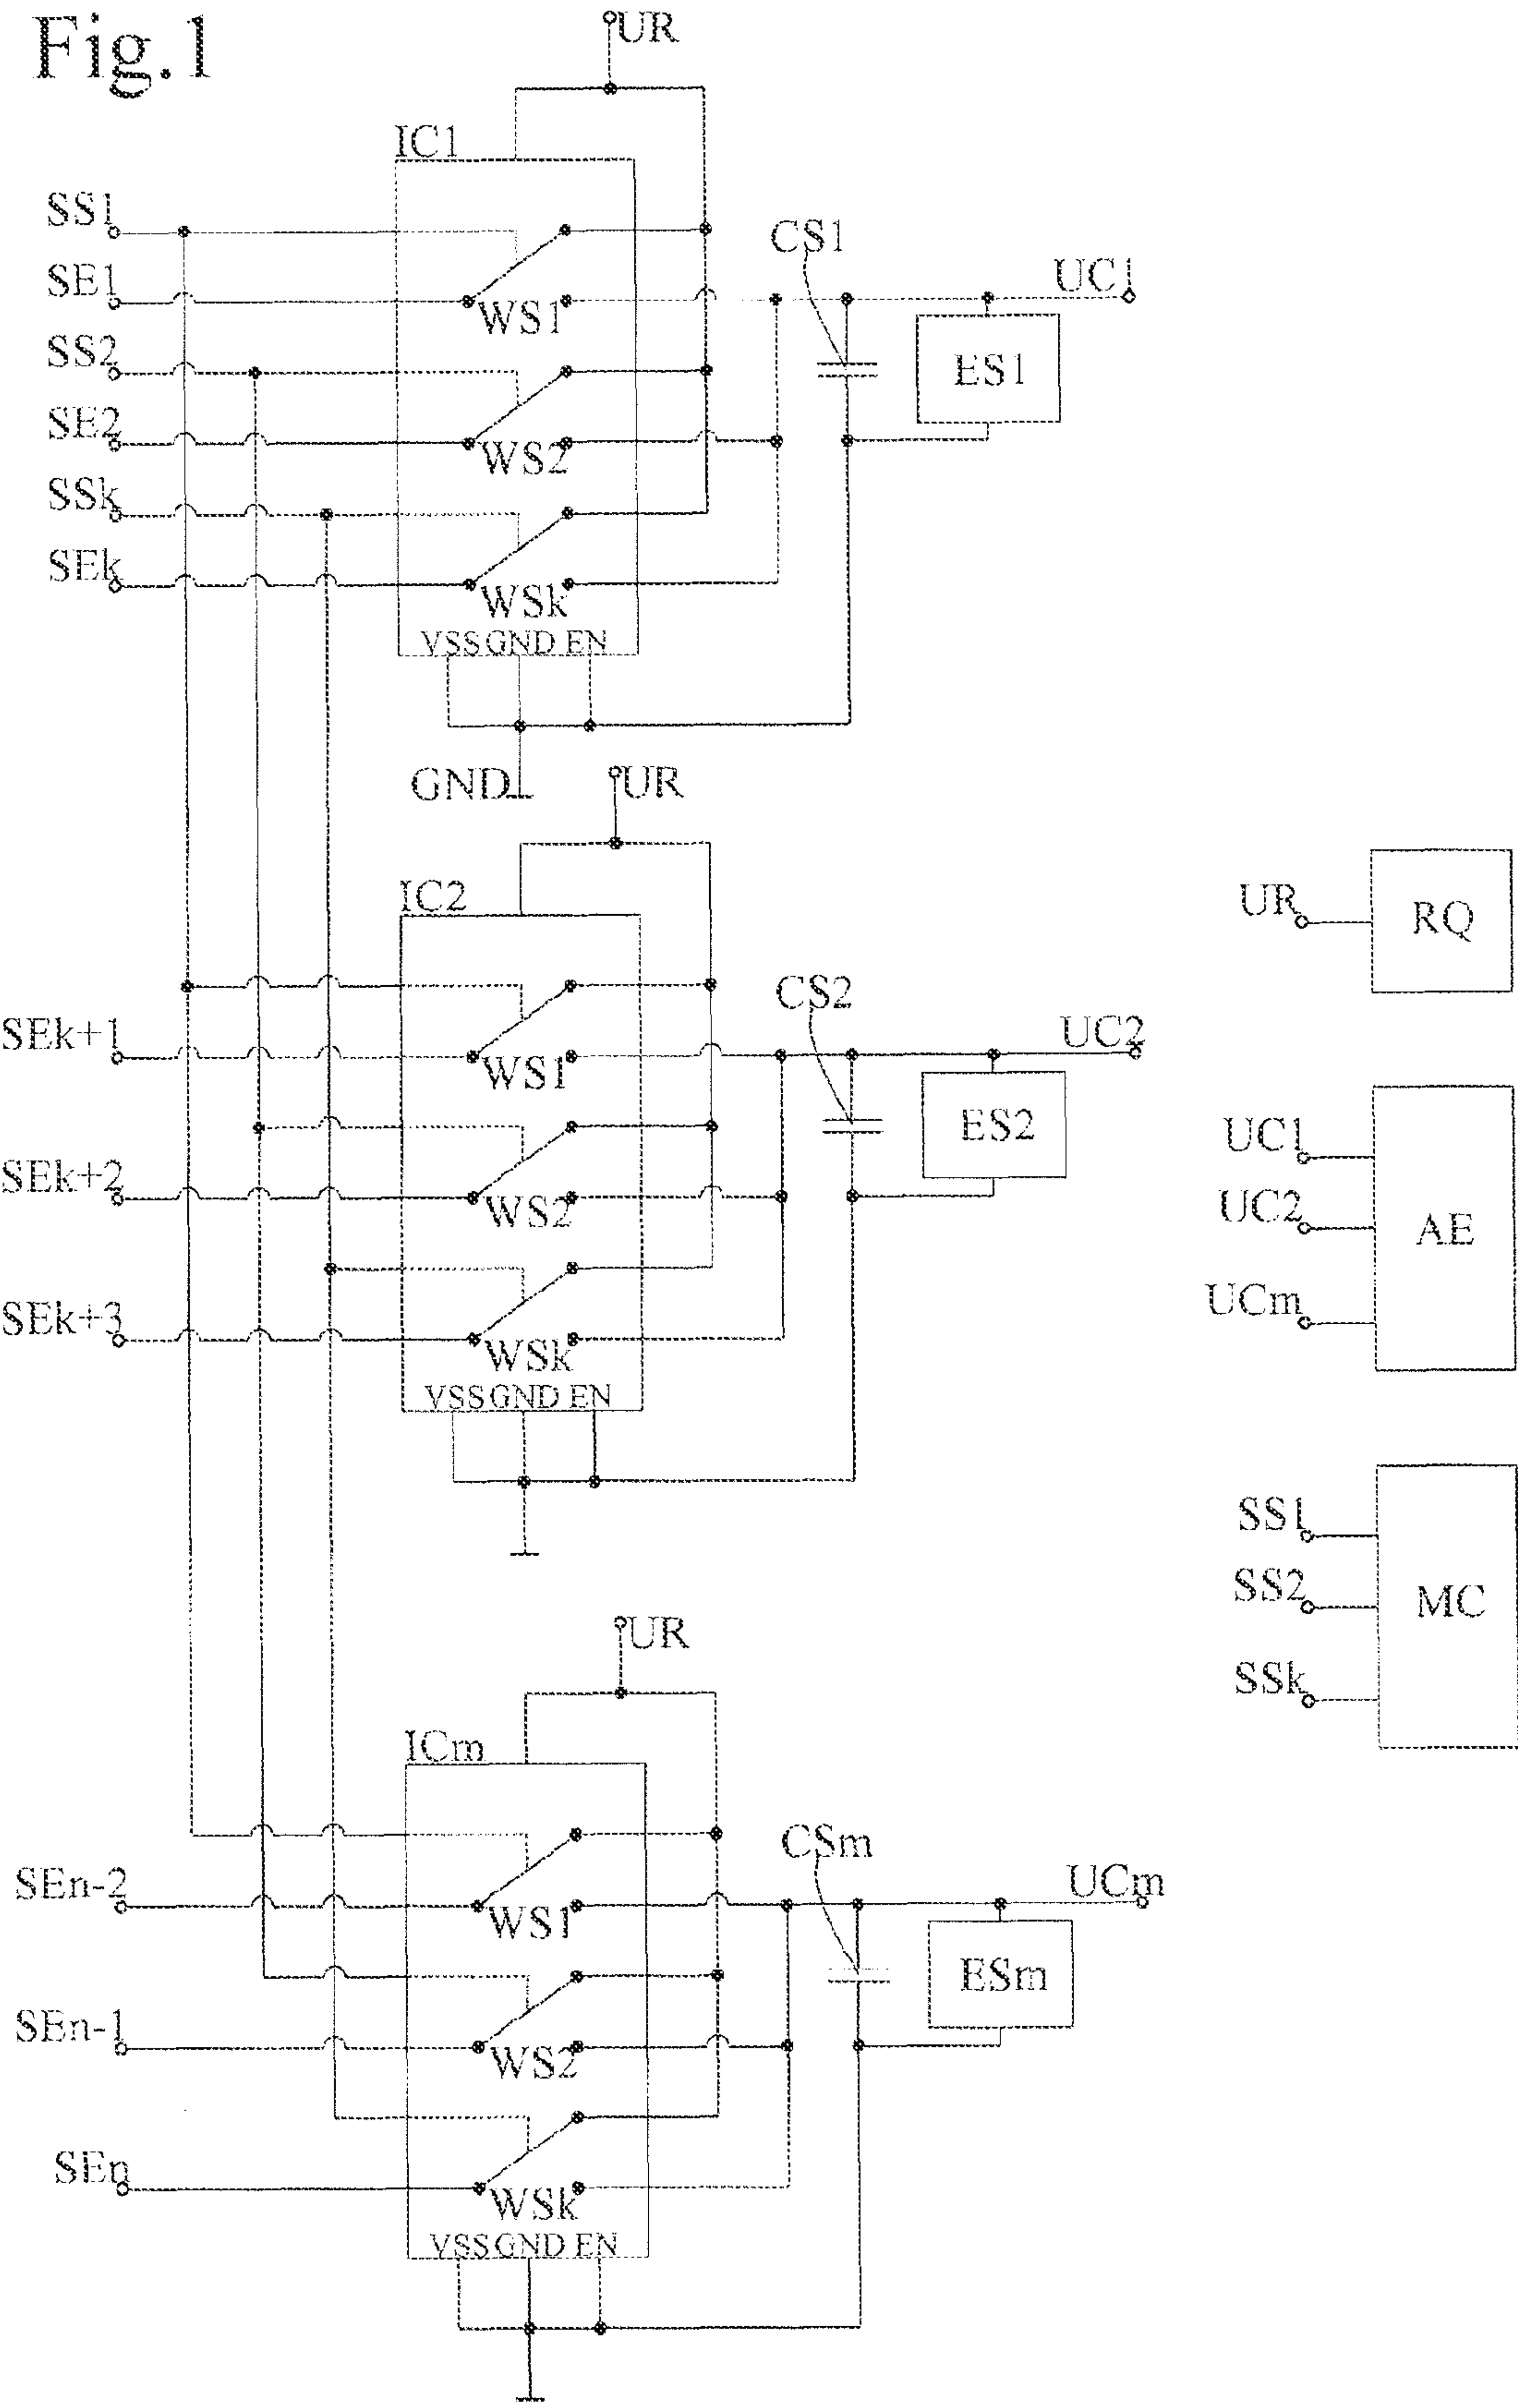 Fig.1
UR
IC1
SS1
SE1
SS2
SE2
SSk
SEk
WS1
WS2
WSk
VSS GND EN
CS1
UC1
ES1
GND
UR
IC2
SEk+1
SEk+2
SEk+3
WS1
WS2
WSk
VSS GND EN
CS2
UC2
ES2
UR
RQ
UC1
UC2
UCm
AE
SS1
SS2
SSk
MC
UR
ICm
SEn-2
SEn-1
SEn
WS1
WS2
WSk
VSS GND EN
CSm
UCm
ESm